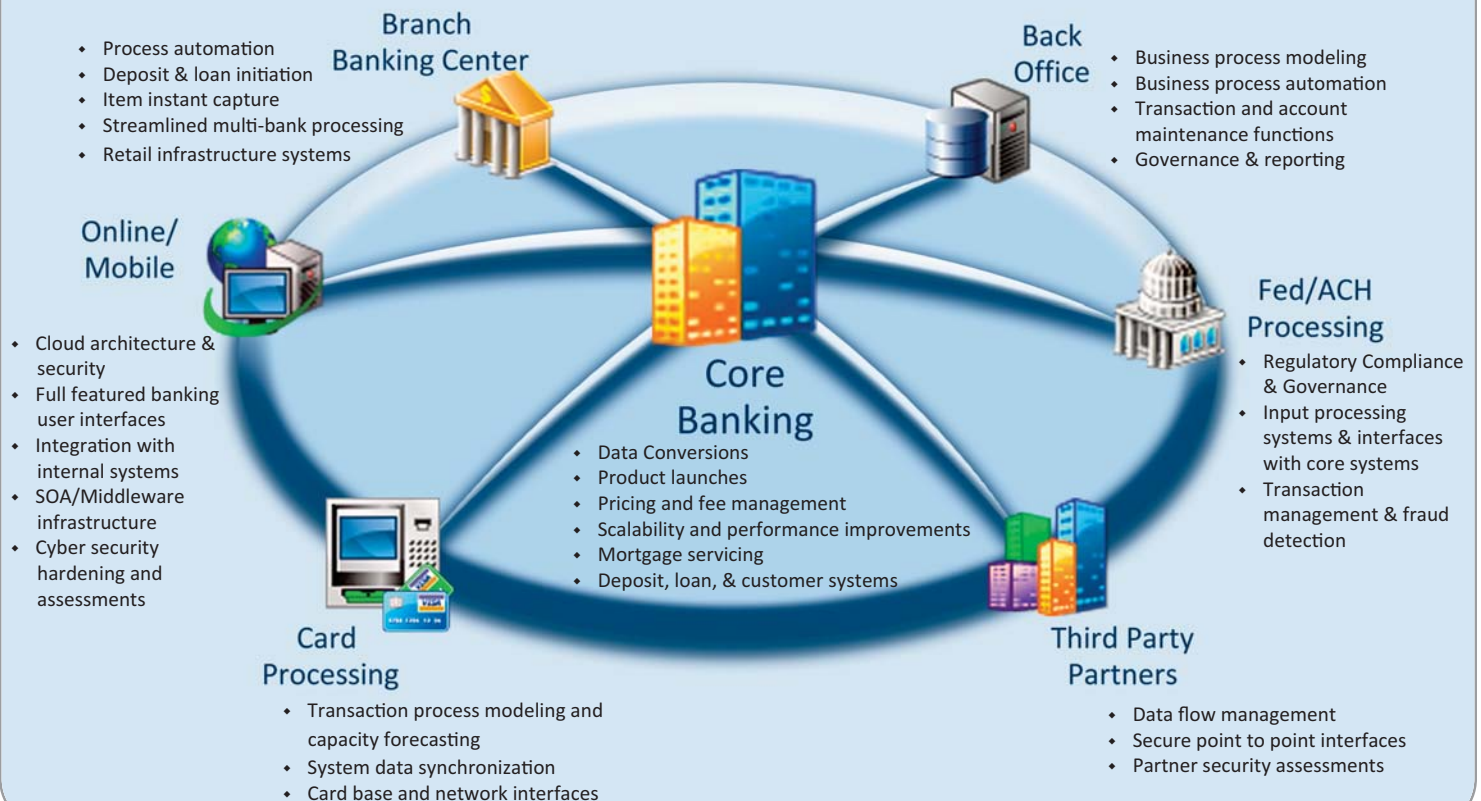 Branch
Banking Center
◆ Process automation
◆ Deposit & loan initiation
◆ Item instant capture
◆ Streamlined multi-bank processing
◆ Retail infrastructure systems
Back
Office
◆ Business process modeling
◆ Business process automation
◆ Transaction and account
maintenance functions
◆ Governance & reporting
Online/
Mobile
◆ Cloud architecture &
security
◆ Full featured banking
user interfaces
◆ Integration with
internal systems
◆ SOA/Middleware
infrastructure
◆ Cyber security
hardening and
assessments
Fed/ACH
Processing
◆ Regulatory Compliance
& Governance
◆ Input processing
systems & interfaces
with core systems
◆ Transaction
management & fraud
detection
Core
Banking
◆ Data Conversions
◆ Product launches
◆ Pricing and fee management
◆ Scalability and performance improvements
◆ Mortgage servicing
◆ Deposit, loan, & customer systems
VISA
Card
Processing
◆ Transaction process modeling and
capacity forecasting
◆ System data synchronization
◆ Card base and network interfaces
Third Party
Partners
◆ Data flow management
◆ Secure point to point interfaces
◆ Partner security assessments